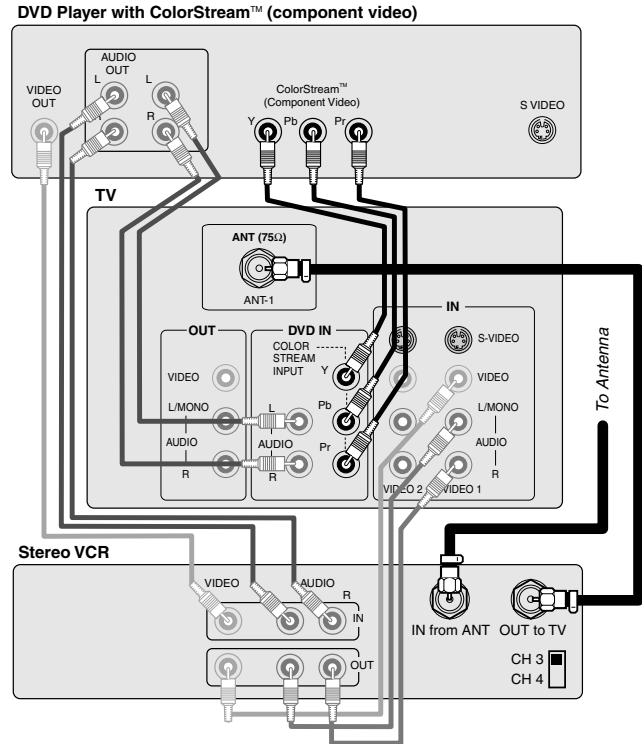 DVD Player with ColorStream™ (component video)
AUDIO
OUT
VIDEO
OUT
L
L
R
ColorStream™
(Component Video)
Y
Pb
Pr
S VIDEO
TV
ANT (75Ω)
ANT-1
IN
OUT
DVD IN
COLOR
STREAM
INPUT
Y
Pb
Pr
S-VIDEO
VIDEO
VIDEO
L/MONO
AUDIO
R
L
AUDIO
R
L/MONO
AUDIO
R
VIDEO 2
VIDEO 1
To Antenna
Stereo VCR
VIDEO
AUDIO
R
IN
OUT
IN from ANT
OUT to TV
CH 3
CH 4